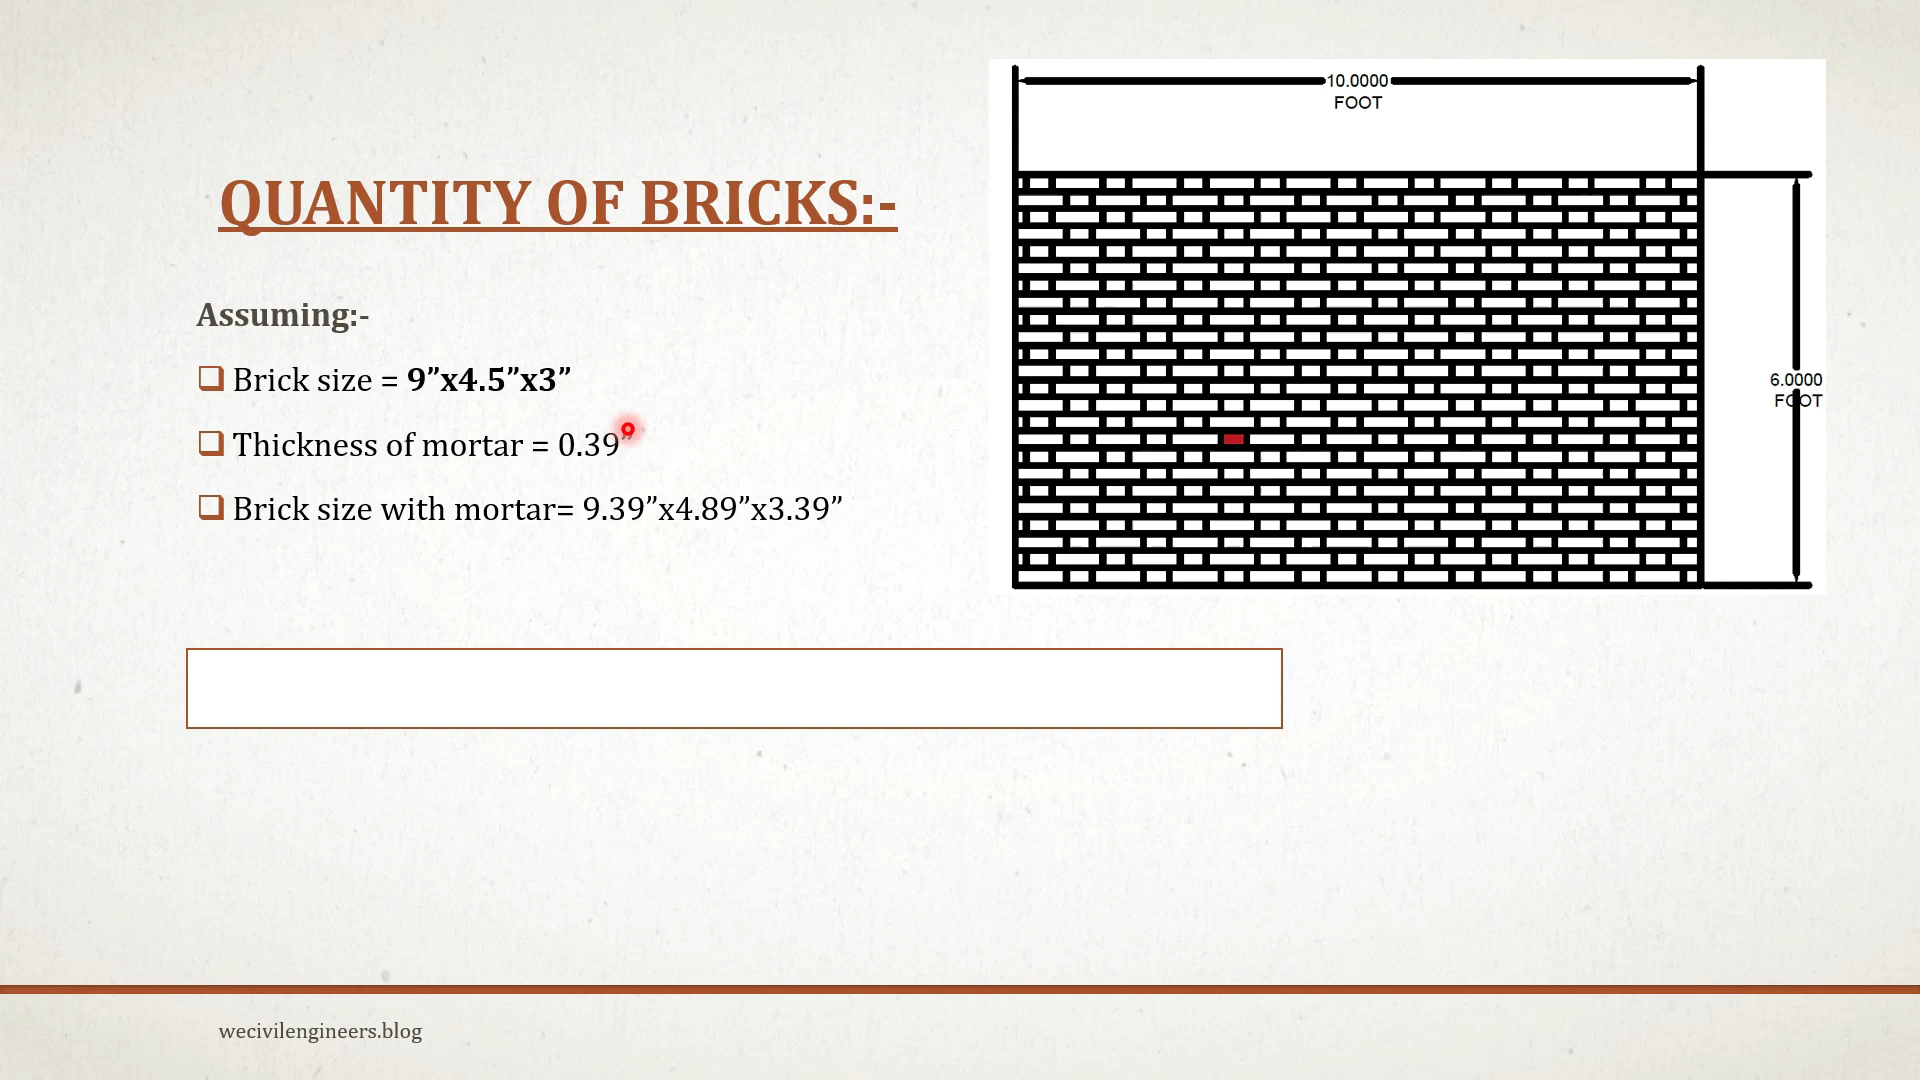 QUANTITY OF BRICKS:-
Assuming:-
Brick size = 9”x4.5”x3”
Thickness of mortar = 0.39”
Brick size with mortar= 9.39”x4.89”x3.39”
10.0000
FOOT
6.0000
FOOT
wecivilengineers.blog